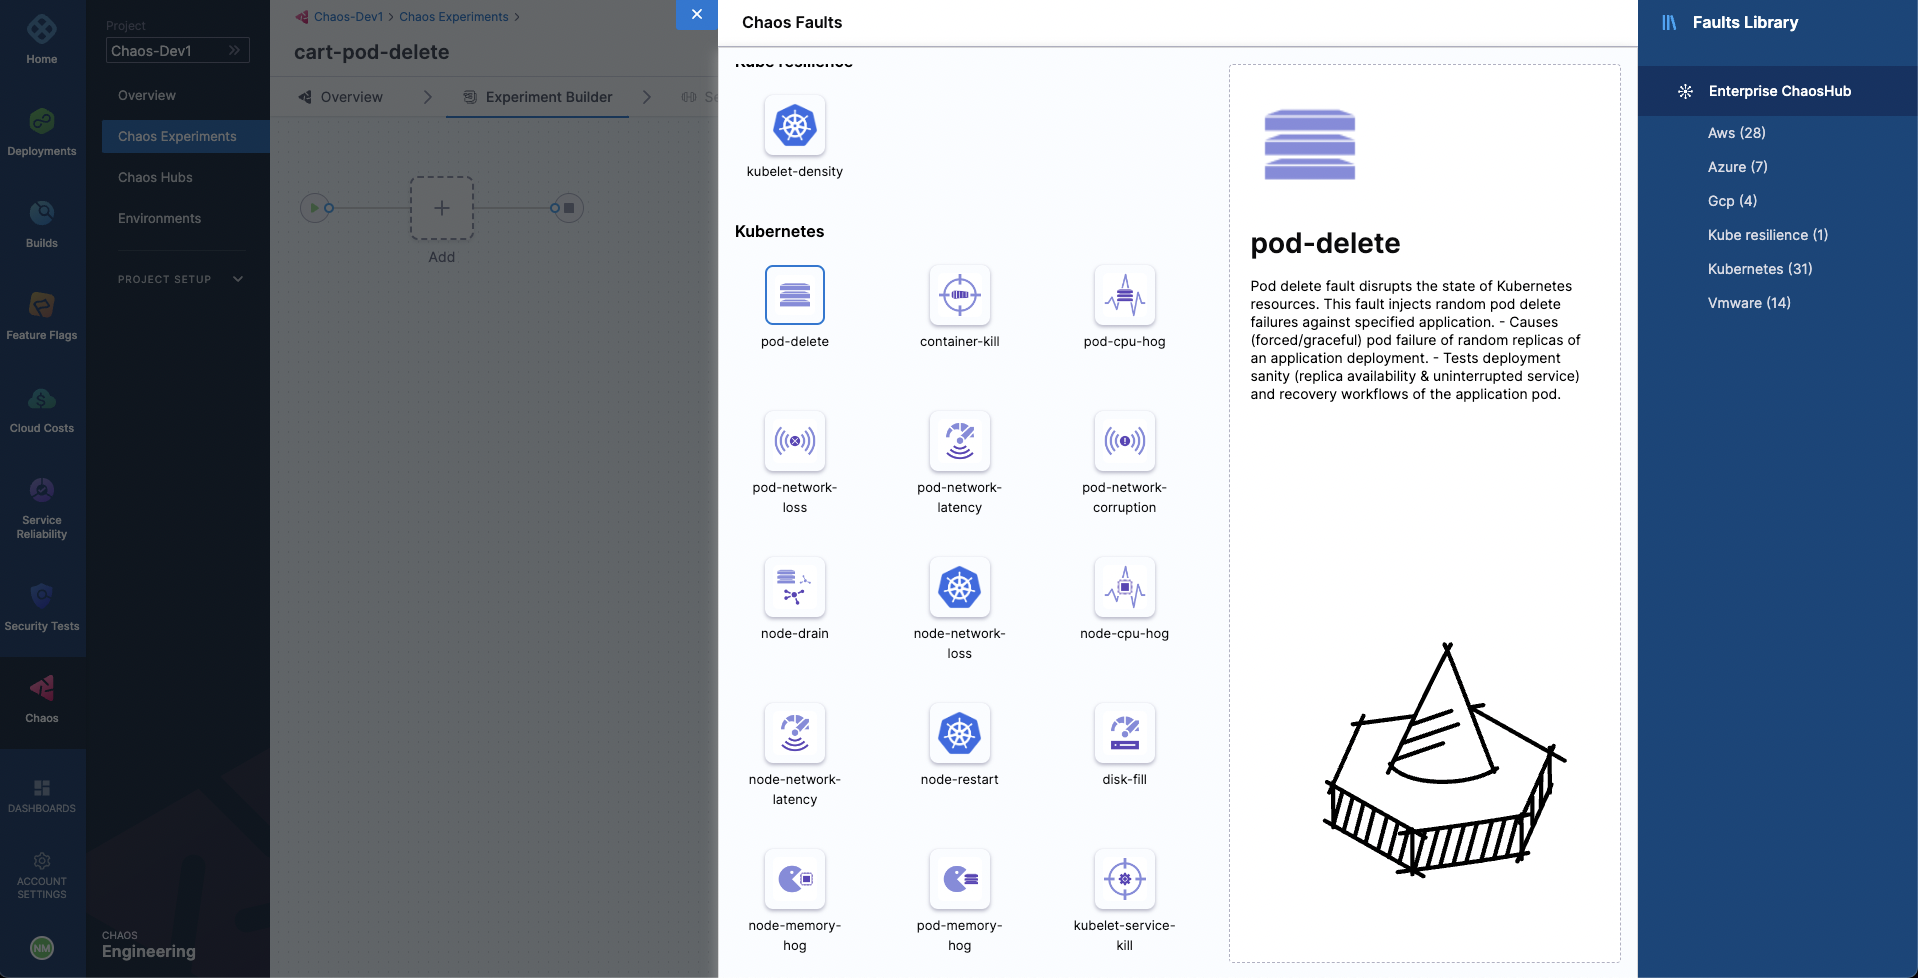 Home
Deployments
Builds
Feature Flags
Cloud Costs
Service
Reliability
Security Tests
Chaos
DASHBOARDS
ACCOUNT
SETTINGS
NM
Project
Chaos-Dev1
Overview
Chaos Experiments
Chaos Hubs
Environments
PROJECT SETUP
CHAOS
Engineering
Chaos-Dev1 > Chaos Experiments >
cart-pod-delete
Overview
Experiment Builder
Se
Add
Chaos Faults
Kube resilience
kubelet-density
Kubernetes
pod-delete
container-kill
pod-cpu-hog
pod-network-
loss
pod-network-
latency
pod-network-
corruption
node-drain
node-network-
loss
node-cpu-hog
node-network-
latency
node-restart
disk-fill
node-memory-
hog
pod-memory-
hog
kubelet-service-
kill
pod-delete
Pod delete fault disrupts the state of Kubernetes
resources. This fault injects random pod delete
failures against specified application. - Causes
(forced/graceful) pod failure of random replicas of
an application deployment. - Tests deployment
sanity (replica availability & uninterrupted service)
and recovery workflows of the application pod.
Faults Library
Enterprise ChaosHub
Aws (28)
Azure (7)
Gcp (4)
Kube resilience (1)
Kubernetes (31)
Vmware (14)